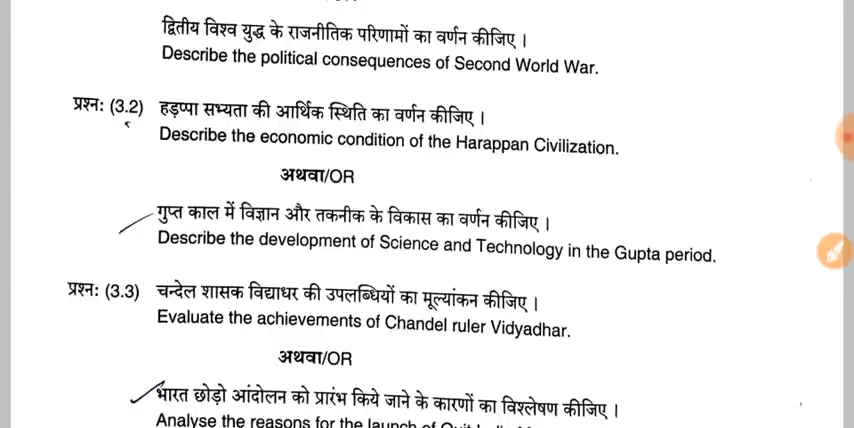 द्वितीय विश्व युद्ध के राजनीतिक परिणामों का वर्णन कीजिए ।
Describe the political consequences of Second World War.
प्रश्न: (3.2) हड़प्पा सभ्यता की आर्थिक स्थिति का वर्णन कीजिए ।
Describe the economic condition of the Harappan Civilization.
अथवा/OR
गुप्त काल में विज्ञान और तकनीक के विकास का वर्णन कीजिए ।
Describe the development of Science and Technology in the Gupta period.
प्रश्न: (3.3) चन्देल शासक विद्याधर की उपलब्धियों का मूल्यांकन कीजिए ।
Evaluate the achievements of Chandel ruler Vidyadhar.
अथवा/OR
भारत छोड़ो आंदोलन को प्रारंभ किये जाने के कारणों का विश्लेषण कीजिए ।
Analyse the reasons for the launch of